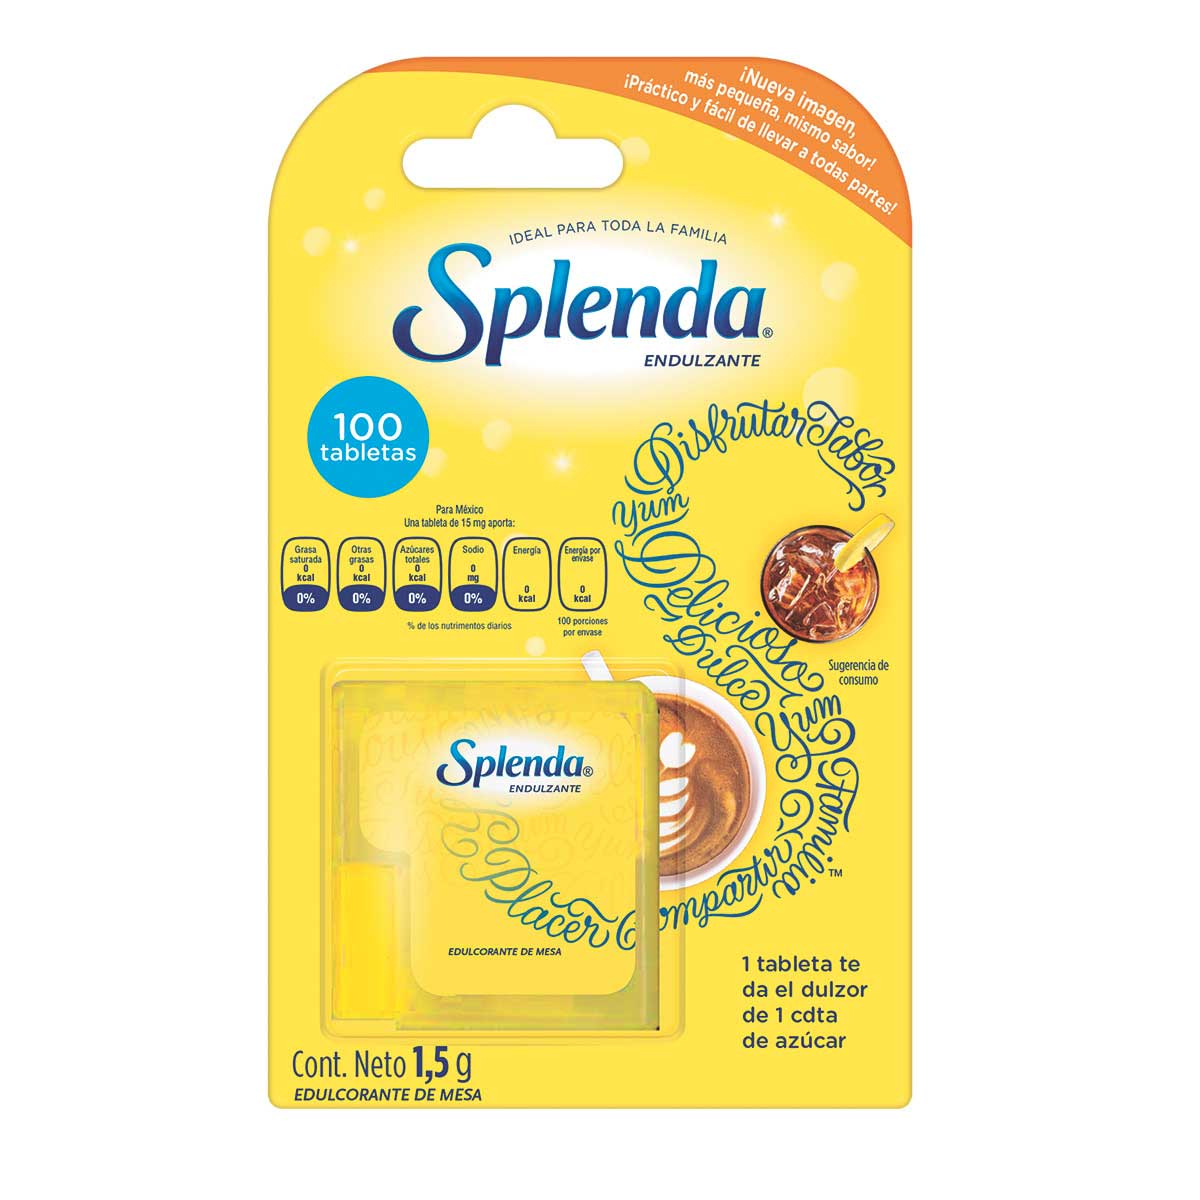 ¡Nueva imagen,
más pequeña, mismo sabor!
¡Práctico y fácil de llevar a todas partes!
IDEAL PARA TODA LA FAMILIA
Splenda®
ENDULZANTE
100
tabletas
Disfrutar Sabor
Yum
Delicioso
Dulce Yum
Familia
Compartir
Placer
TM
Para México
Una tableta de 15 mg aporta:
Grasa saturada 0 kcal 0%
Otras grasas 0 kcal 0%
Azúcares totales 0 kcal 0%
Sodio 0 mg 0%
Energía 0 kcal
Energía por envase 0 kcal
% de los nutrimentos diarios
100 porciones
por envase
Sugerencia de
consumo
Splenda®
ENDULZANTE
EDULCORANTE DE MESA
1 tableta te
da el dulzor
de 1 cdta
de azúcar
Cont. Neto 1,5 g
EDULCORANTE DE MESA